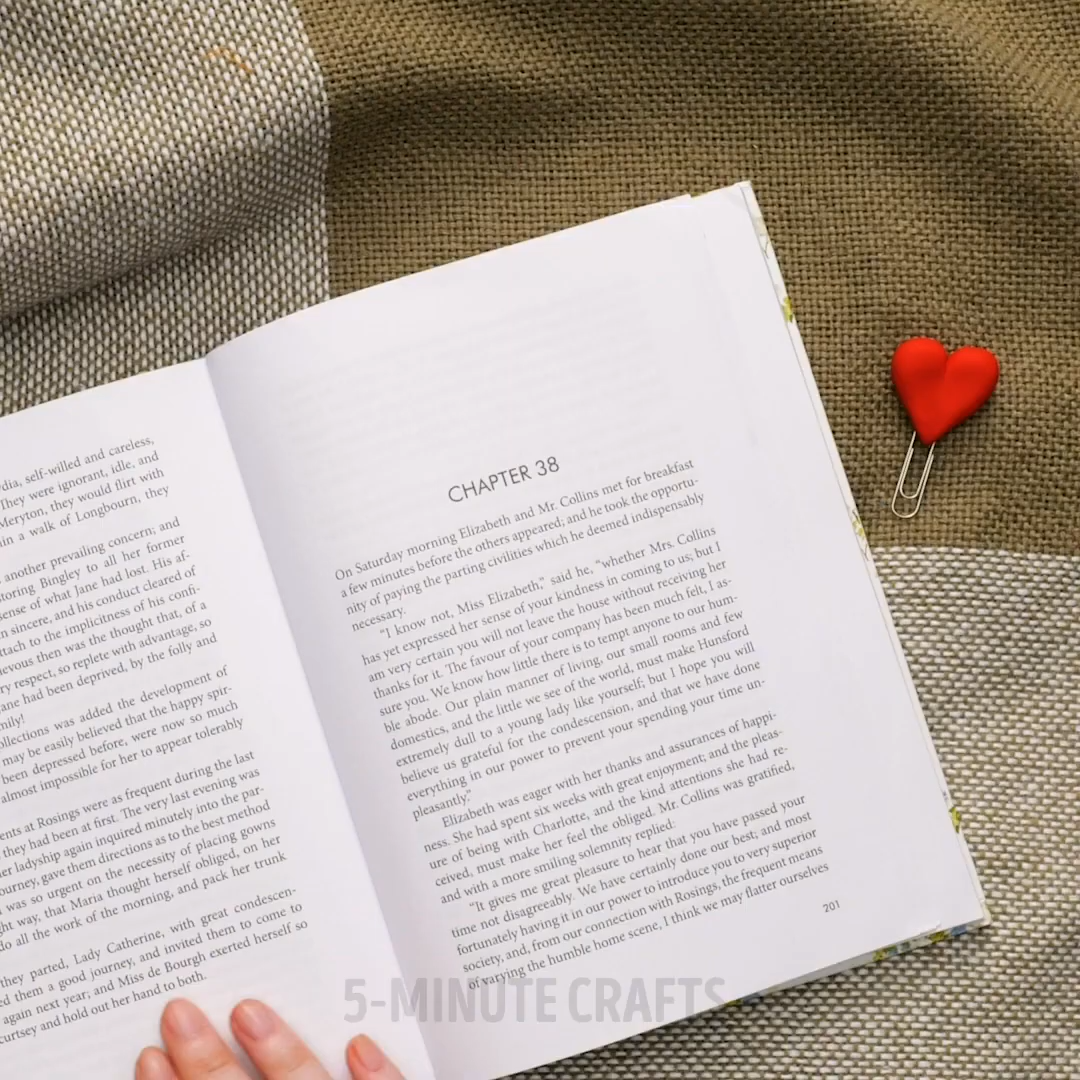 dia, self-willed and careless,
They were ignorant, idle, and
Meryton, they would flirt with
in a walk of Longbourn, they
another prevailing concern; and
storing Bingley to all her former
sense of what Jane had lost. His af-
n sincere, and his conduct cleared of
ttach to the implicitness of his confi-
ievous then was the thought that, of a
ry respect, so replete with advantage, so
ane had been deprived, by the folly and
mily!
ollections was added the development of
may be easily believed that the happy spir-
been depressed before, were now so much
almost impossible for her to appear tolerably
ents at Rosings were as frequent during the last
they had been at first. The very last evening was
er ladyship again inquired minutely into the par-
ourney, gave them directions as to the best method
was so urgent on the necessity of placing gowns
ght way, that Maria thought herself obliged, on her
do all the work of the morning, and pack her trunk
they parted, Lady Catherine, with great condescen-
ed them a good journey, and invited them to come to
again next year; and Miss de Bourgh exerted herself so
curtsey and hold out her hand to both.
CHAPTER 38
On Saturday morning Elizabeth and Mr. Collins met for breakfast
a few minutes before the others appeared; and he took the opportu-
nity of paying the parting civilities which he deemed indispensably
necessary.
“I know not, Miss Elizabeth,” said he, “whether Mrs. Collins
has yet expressed her sense of your kindness in coming to us; but I
am very certain you will not leave the house without receiving her
thanks for it. The favour of your company has been much felt, I as-
sure you. We know how little there is to tempt anyone to our hum-
ble abode. Our plain manner of living, our small rooms and few
domestics, and the little we see of the world, must make Hunsford
extremely dull to a young lady like yourself; but I hope you will
believe us grateful for the condescension, and that we have done
everything in our power to prevent your spending your time un-
pleasantly.”
Elizabeth was eager with her thanks and assurances of happi-
ness. She had spent six weeks with great enjoyment; and the pleas-
ure of being with Charlotte, and the kind attentions she had re-
ceived, must make her feel the obliged. Mr. Collins was gratified,
and with a more smiling solemnity replied:
“It gives me great pleasure to hear that you have passed your
time not disagreeably. We have certainly done our best; and most
fortunately having it in our power to introduce you to very superior
society, and, from our connection with Rosings, the frequent means
of varying the humble home scene, I think we may flatter ourselves
201
5-MINUTE CRAFTS